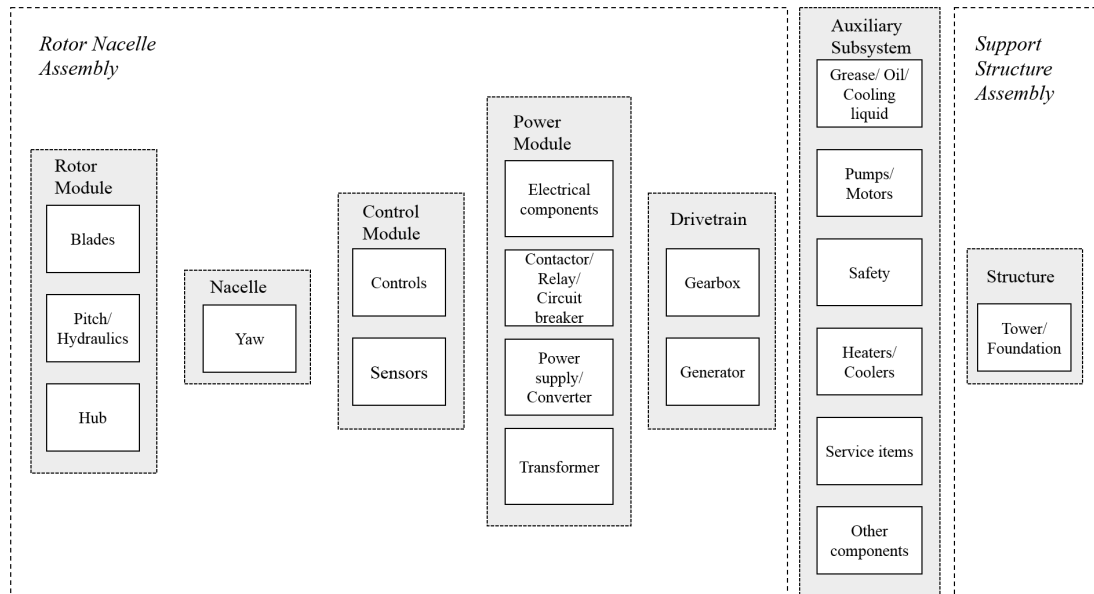 Rotor Nacelle
Assembly
Rotor
Module
Blades
Pitch/
Hydraulics
Hub
Nacelle
Yaw
Control
Module
Controls
Sensors
Power
Module
Electrical
components
Contactor/
Relay/
Circuit
breaker
Power
supply/
Converter
Transformer
Drivetrain
Gearbox
Generator
Auxiliary
Subsystem
Grease/ Oil/
Cooling
liquid
Pumps/
Motors
Safety
Heaters/
Coolers
Service items
Other
components
Support
Structure
Assembly
Structure
Tower/
Foundation